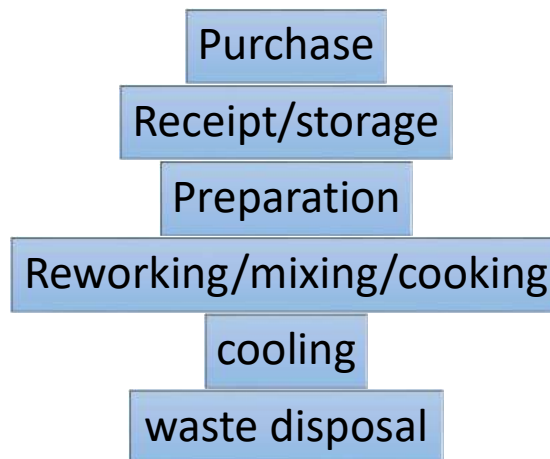 Purchase
Receipt/storage
Preparation
Reworking/mixing/cooking
cooling
waste disposal